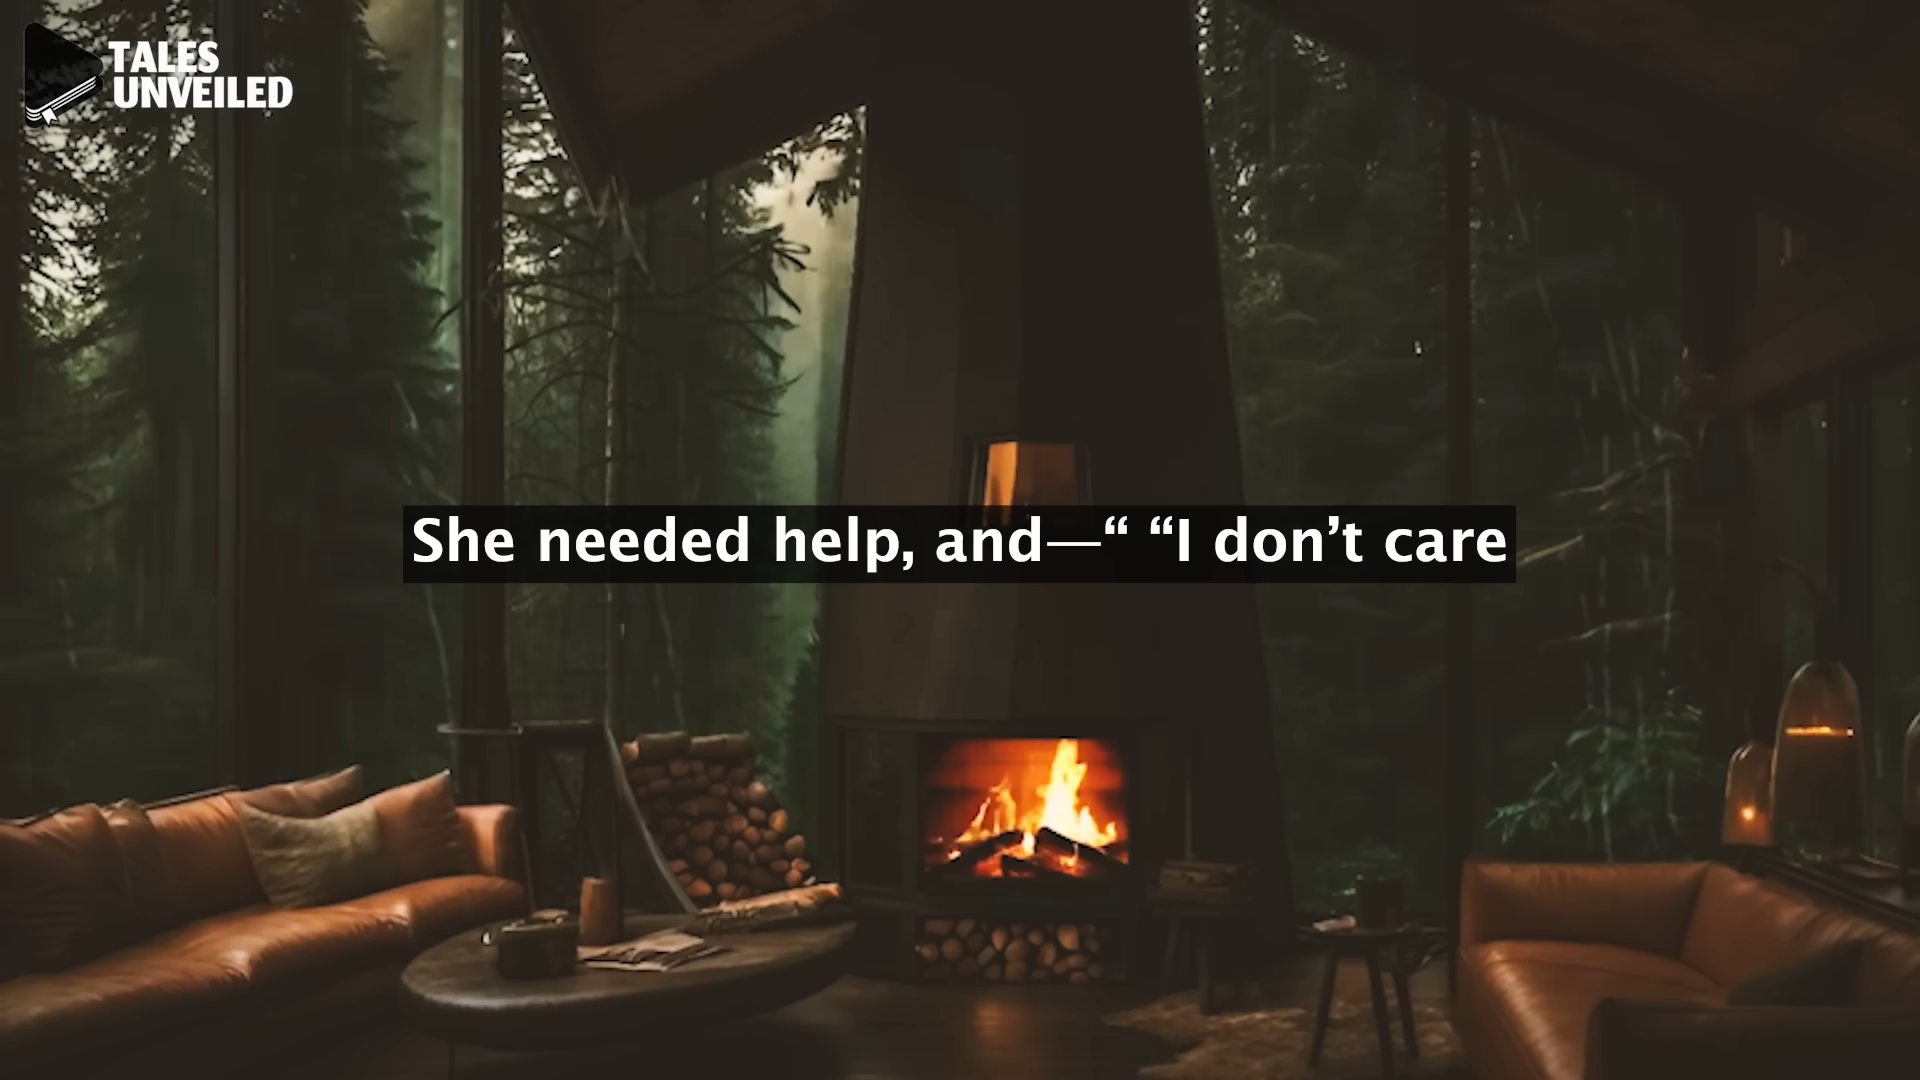 TALES
UNVEILED
She needed help, and—“ “I don’t care